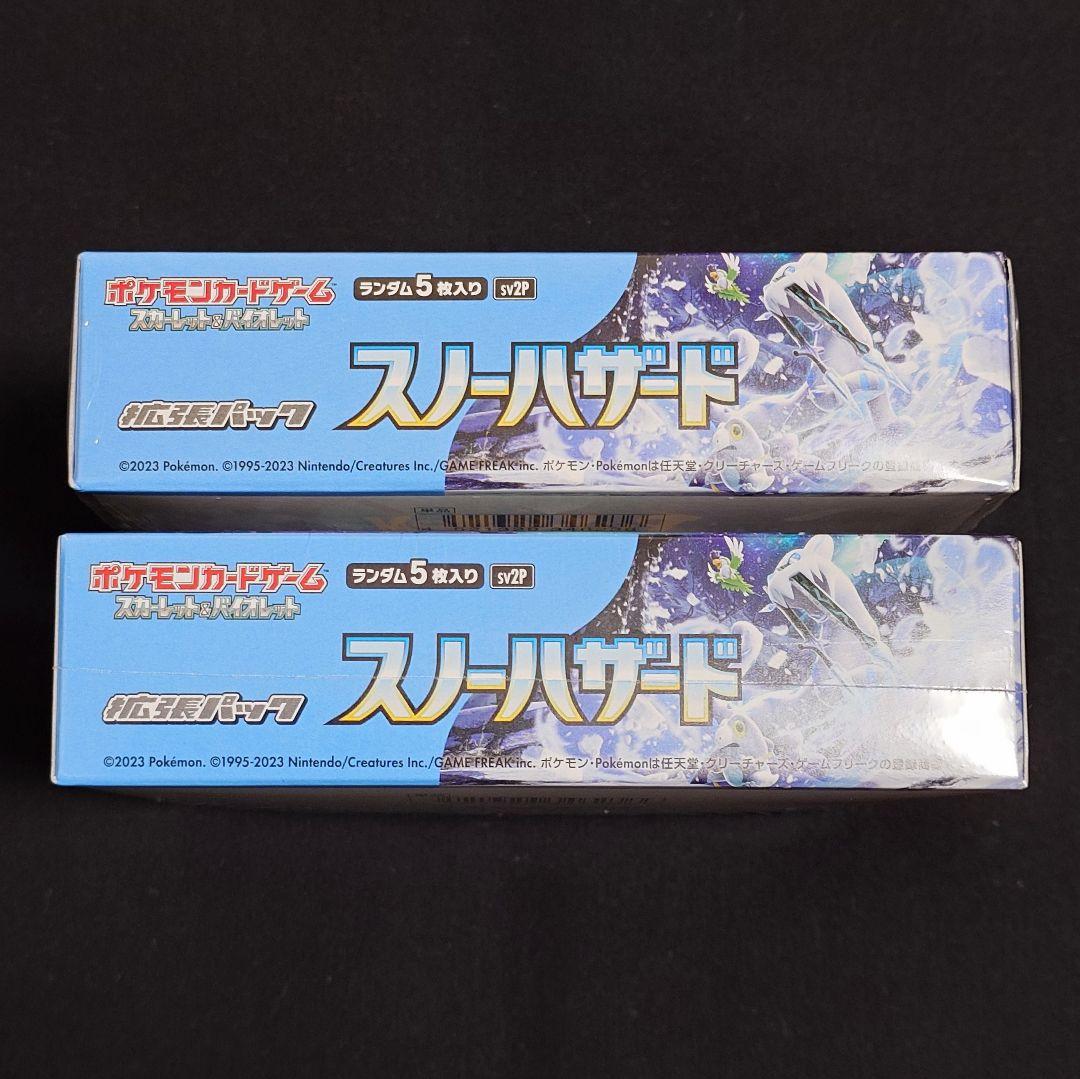 ポケモンカードゲーム™
スカーレット&バイオレット
ランダム5枚入り sv2P
スノーハザード
拡張パック
©2023 Pokémon. ©1995-2023 Nintendo/Creatures Inc./GAME FREAK inc. ポケモン・Pokémonは任天堂・クリーチャーズ・ゲームフリークの登録商標です
単品
ポケモンカードゲーム™
スカーレット&バイオレット
ランダム5枚入り sv2P
スノーハザード
拡張パック
©2023 Pokémon. ©1995-2023 Nintendo/Creatures Inc./GAME FREAK inc. ポケモン・Pokémonは任天堂・クリーチャーズ・ゲームフリークの登録商標